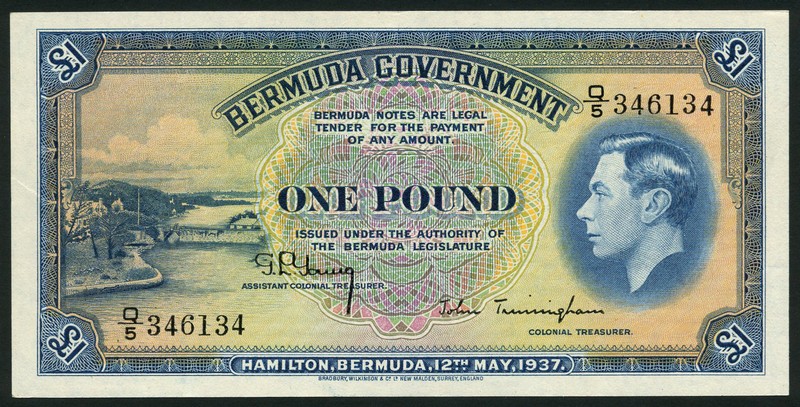 £1
£1
BERMUDA GOVERNMENT
Q/5 346134
BERMUDA NOTES ARE LEGAL
TENDER FOR THE PAYMENT
OF ANY AMOUNT.
ONE POUND
ISSUED UNDER THE AUTHORITY OF
THE BERMUDA LEGISLATURE
ASSISTANT COLONIAL TREASURER.
Q/5 346134
John Trimingham
COLONIAL TREASURER.
£1
£1
HAMILTON, BERMUDA, 12TH MAY, 1937.
BRADBURY, WILKINSON & Cº Lᵈ NEW MALDEN, SURREY, ENGLAND